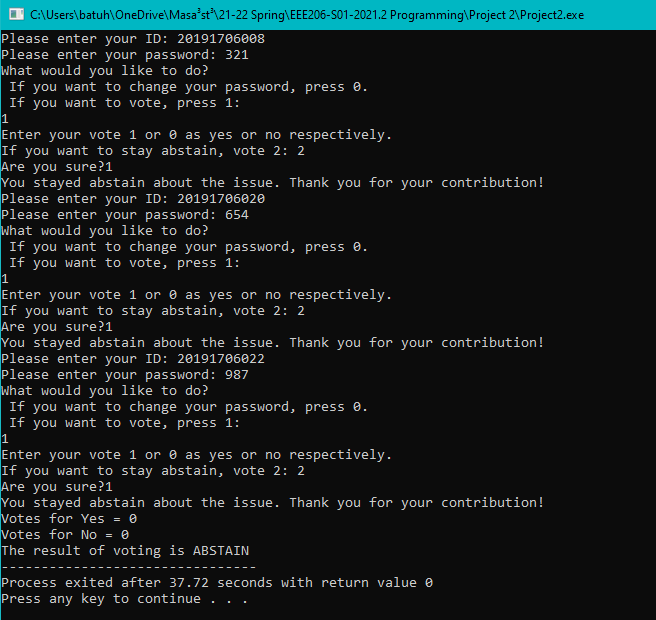 C:\Users\batuh\OneDrive\Masa³st³\21-22 Spring\EEE206-S01-2021.2 Programming\Project 2\Project2.exe
Please enter your ID: 20191706008
Please enter your password: 321
What would you like to do?
 If you want to change your password, press 0.
 If you want to vote, press 1:
1
Enter your vote 1 or 0 as yes or no respectively.
If you want to stay abstain, vote 2: 2
Are you sure?1
You stayed abstain about the issue. Thank you for your contribution!
Please enter your ID: 20191706020
Please enter your password: 654
What would you like to do?
 If you want to change your password, press 0.
 If you want to vote, press 1:
1
Enter your vote 1 or 0 as yes or no respectively.
If you want to stay abstain, vote 2: 2
Are you sure?1
You stayed abstain about the issue. Thank you for your contribution!
Please enter your ID: 20191706022
Please enter your password: 987
What would you like to do?
 If you want to change your password, press 0.
 If you want to vote, press 1:
1
Enter your vote 1 or 0 as yes or no respectively.
If you want to stay abstain, vote 2: 2
Are you sure?1
You stayed abstain about the issue. Thank you for your contribution!
Votes for Yes = 0
Votes for No = 0
The result of voting is ABSTAIN
--------------------------------
Process exited after 37.72 seconds with return value 0
Press any key to continue . . .